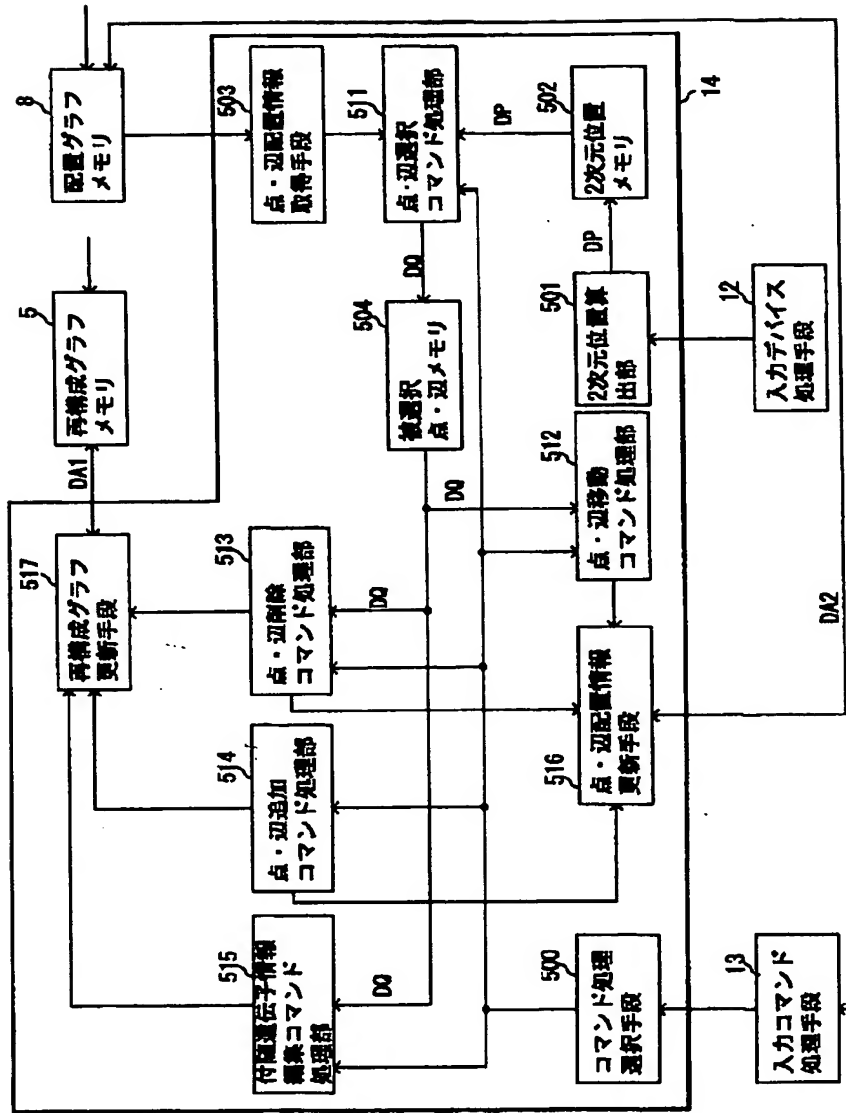 8
配置グラフ
メモリ
5
再構成グラフ
メモリ
DA1
517
再構成グラフ
更新手段
503
点・辺配置情報
取得手段
511
点・辺選択
コマンド処理部
DP
502
2次元位置
メモリ
14
DQ
504
被選択
点・辺メモリ
DP
501
2次元位置算
出部
12
入力デバイス
処理手段
DQ
512
点・辺移動
コマンド処理部
513
点・辺削除
コマンド処理部
DQ
514
点・辺追加
コマンド処理部
516
点・辺配置情報
更新手段
DA2
515
付随遺伝子情報
編集コマンド
処理部
DQ
500
コマンド処理
選択手段
13
入力コマンド
処理手段